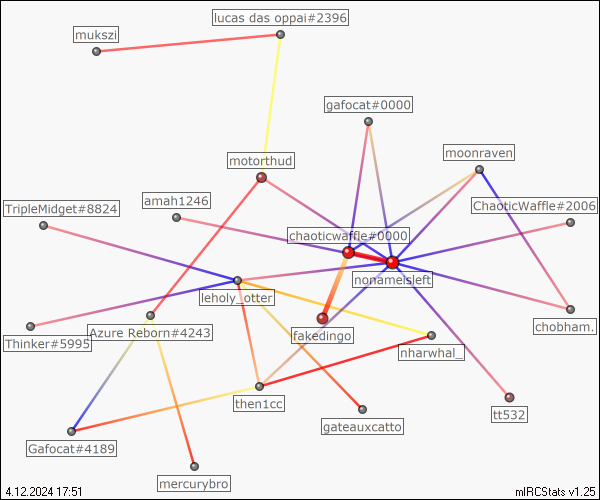 lucas das oppai#2396
mukszi
gafocat#0000
moonraven
motorthud
amah1246
TripleMidget#8824
ChaoticWaffle#2006
chaoticwaffle#0000
nonameisleft
leholy_otter
Thinker#5995
Azure Reborn#4243
fakedingo
chobham.
nharwhal_
then1cc
tt532
gateauxcatto
Gafocat#4189
mercurybro
4.12.2024 17:51
mIRCStats v1.25